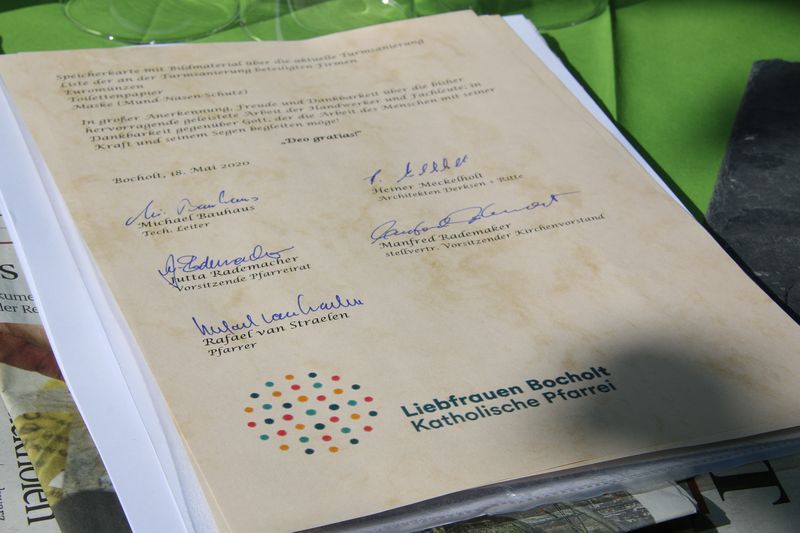 Speicherkarte mit Bildmaterial über die aktuelle Turmsanierung
Liste der an der Turmsanierung beteiligten Firmen
Euromünzen
Toilettenpapier
Maske (Mund-Nasen-Schutz)
In großer Anerkennung, Freude und Dankbarkeit über die bisher
hervorragende geleistete Arbeit der Handwerker und Fachleute; in
Dankbarkeit gegenüber Gott, der die Arbeit des Menschen mit seiner
Kraft und seinem Segen begleiten möge!
„Deo gratias!"
Bocholt, 18. Mai 2020
Michael Bauhaus
Tech. Leiter
Heiner Meckelholt
Architekten Derksen + Ritte
Jutta Rademacher
Vorsitzende Pfarreirat
Manfred Rademaker
stellvertr. Vorsitzender Kirchenvorstand
Rafael van Straelen
Pfarrer
Liebfrauen Bocholt
Katholische Pfarrei